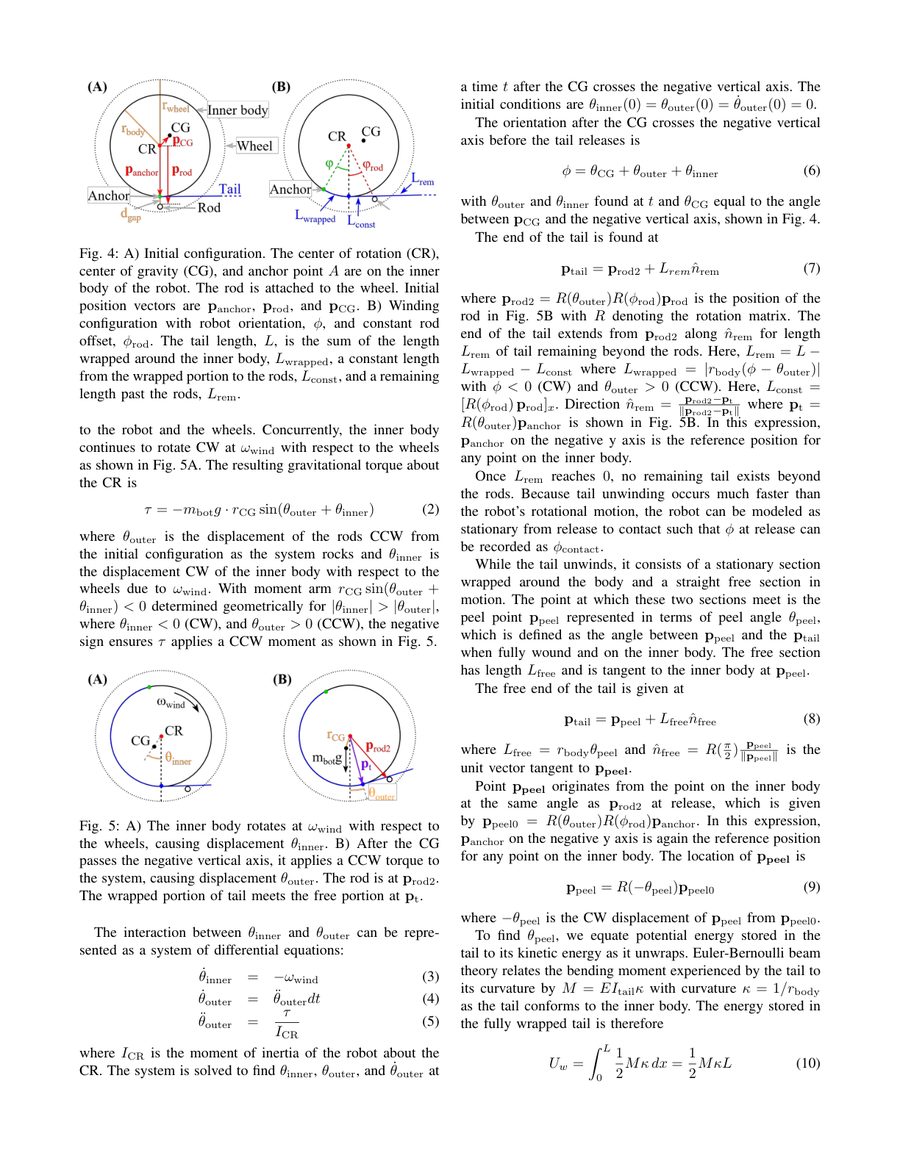 (A)
(B)
r_wheel
Inner body
r_body
CG
CR
p_CG
Wheel
p_anchor
p_rod
Anchor
Tail
d_gap
Rod
CR
CG
φ
φ_rod
Anchor
L_rem
L_wrapped
L_const
Fig. 4: A) Initial configuration. The center of rotation (CR),
center of gravity (CG), and anchor point A are on the inner
body of the robot. The rod is attached to the wheel. Initial
position vectors are p_anchor, p_rod, and p_CG. B) Winding
configuration with robot orientation, ϕ, and constant rod
offset, ϕ_rod. The tail length, L, is the sum of the length
wrapped around the inner body, L_wrapped, a constant length
from the wrapped portion to the rods, L_const, and a remaining
length past the rods, L_rem.
to the robot and the wheels. Concurrently, the inner body
continues to rotate CW at ω_wind with respect to the wheels
as shown in Fig. 5A. The resulting gravitational torque about
the CR is
τ = −m_bot g · r_CG sin(θ_outer + θ_inner) (2)
where θ_outer is the displacement of the rods CCW from
the initial configuration as the system rocks and θ_inner is
the displacement CW of the inner body with respect to the
wheels due to ω_wind. With moment arm r_CG sin(θ_outer +
θ_inner) < 0 determined geometrically for |θ_inner| > |θ_outer|,
where θ_inner < 0 (CW), and θ_outer > 0 (CCW), the negative
sign ensures τ applies a CCW moment as shown in Fig. 5.
(A)
(B)
ω_wind
CR
CG
θ_inner
r_CG
p_rod2
m_bot g
p_t
θ_outer
Fig. 5: A) The inner body rotates at ω_wind with respect to
the wheels, causing displacement θ_inner. B) After the CG
passes the negative vertical axis, it applies a CCW torque to
the system, causing displacement θ_outer. The rod is at p_rod2.
The wrapped portion of tail meets the free portion at p_t.
The interaction between θ_inner and θ_outer can be repre-
sented as a system of differential equations:
θ̇_inner = −ω_wind (3)
θ̇_outer = θ̈_outer dt (4)
θ̈_outer = τ / I_CR (5)
where I_CR is the moment of inertia of the robot about the
CR. The system is solved to find θ_inner, θ_outer, and θ̇_outer at
a time t after the CG crosses the negative vertical axis. The
initial conditions are θ_inner(0) = θ_outer(0) = θ̇_outer(0) = 0.
The orientation after the CG crosses the negative vertical
axis before the tail releases is
ϕ = θ_CG + θ_outer + θ_inner (6)
with θ_outer and θ_inner found at t and θ_CG equal to the angle
between p_CG and the negative vertical axis, shown in Fig. 4.
The end of the tail is found at
p_tail = p_rod2 + L_rem n̂_rem (7)
where p_rod2 = R(θ_outer)R(ϕ_rod)p_rod is the position of the
rod in Fig. 5B with R denoting the rotation matrix. The
end of the tail extends from p_rod2 along n̂_rem for length
L_rem of tail remaining beyond the rods. Here, L_rem = L −
L_wrapped − L_const where L_wrapped = |r_body(ϕ − θ_outer)|
with ϕ < 0 (CW) and θ_outer > 0 (CCW). Here, L_const =
[R(ϕ_rod) p_rod]_x. Direction n̂_rem = (p_rod2 − p_t) / ‖p_rod2 − p_t‖ where p_t =
R(θ_outer)p_anchor is shown in Fig. 5B. In this expression,
p_anchor on the negative y axis is the reference position for
any point on the inner body.
Once L_rem reaches 0, no remaining tail exists beyond
the rods. Because tail unwinding occurs much faster than
the robot's rotational motion, the robot can be modeled as
stationary from release to contact such that ϕ at release can
be recorded as ϕ_contact.
While the tail unwinds, it consists of a stationary section
wrapped around the body and a straight free section in
motion. The point at which these two sections meet is the
peel point p_peel represented in terms of peel angle θ_peel,
which is defined as the angle between p_peel and the p_tail
when fully wound and on the inner body. The free section
has length L_free and is tangent to the inner body at p_peel.
The free end of the tail is given at
p_tail = p_peel + L_free n̂_free (8)
where L_free = r_body θ_peel and n̂_free = R(π/2) p_peel / ‖p_peel‖ is the
unit vector tangent to p_peel.
Point p_peel originates from the point on the inner body
at the same angle as p_rod2 at release, which is given
by p_peel0 = R(θ_outer)R(ϕ_rod)p_anchor. In this expression,
p_anchor on the negative y axis is again the reference position
for any point on the inner body. The location of p_peel is
p_peel = R(−θ_peel)p_peel0 (9)
where −θ_peel is the CW displacement of p_peel from p_peel0.
To find θ_peel, we equate potential energy stored in the
tail to its kinetic energy as it unwraps. Euler-Bernoulli beam
theory relates the bending moment experienced by the tail to
its curvature by M = EI_tail κ with curvature κ = 1/r_body
as the tail conforms to the inner body. The energy stored in
the fully wrapped tail is therefore
U_w = ∫_0^L 1/2 Mκ dx = 1/2 MκL (10)